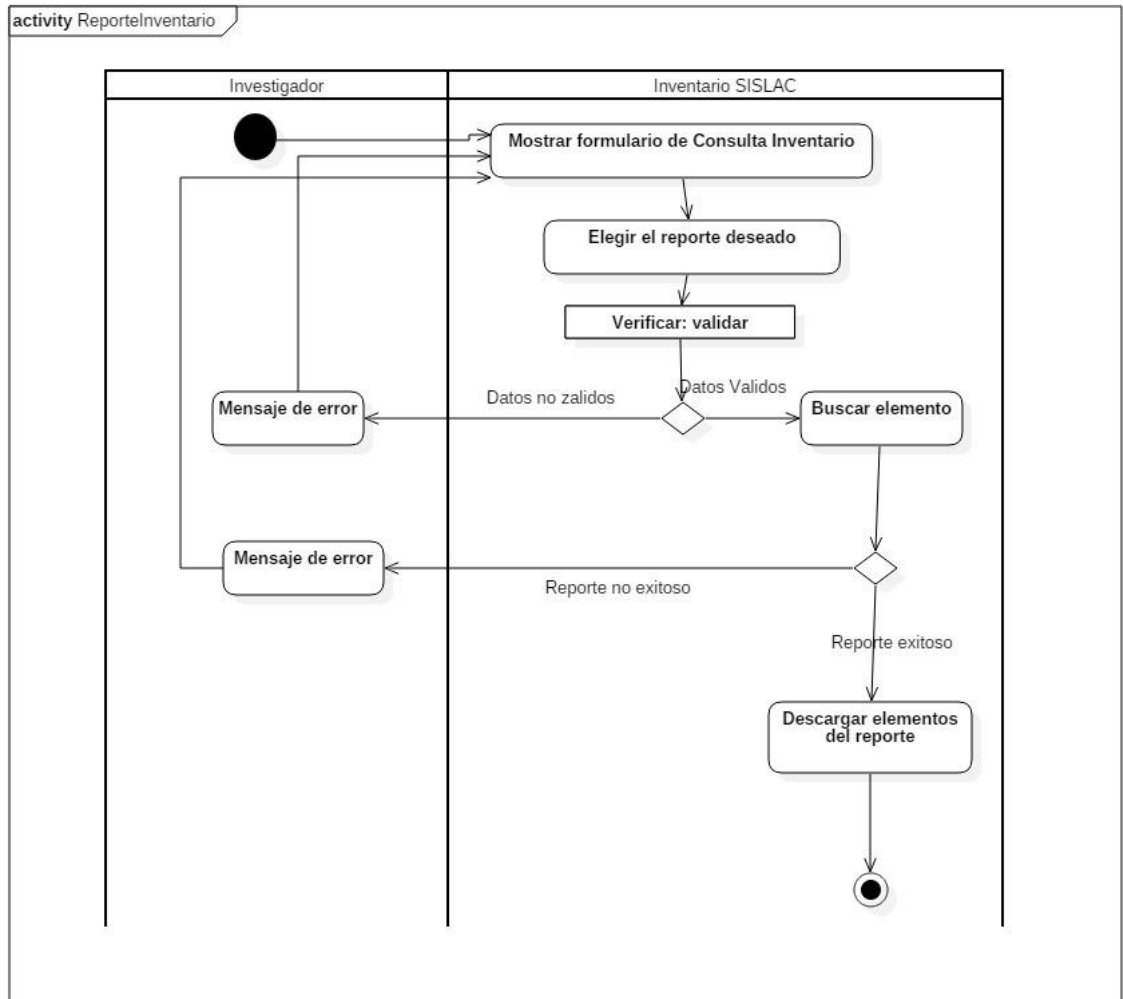 activity ReporteInventario
Investigador
Inventario SISLAC
Mostrar formulario de Consulta Inventario
Elegir el reporte deseado
Verificar: validar
Datos no zalidos
Datos Validos
Mensaje de error
Buscar elemento
Mensaje de error
Reporte no exitoso
Reporte exitoso
Descargar elementos
del reporte